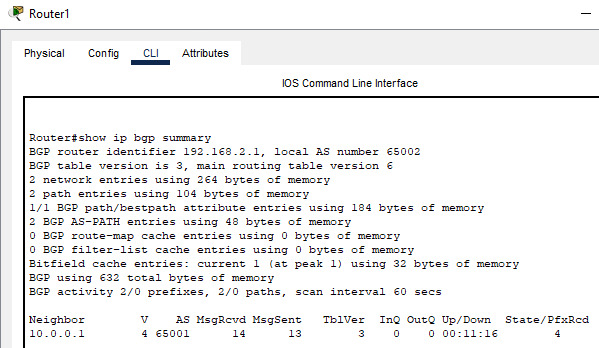 Router1
Physical Config CLI Attributes
IOS Command Line Interface
Router#show ip bgp summary
BGP router identifier 192.168.2.1, local AS number 65002
BGP table version is 3, main routing table version 6
2 network entries using 264 bytes of memory
2 path entries using 104 bytes of memory
1/1 BGP path/bestpath attribute entries using 184 bytes of memory
2 BGP AS-PATH entries using 48 bytes of memory
0 BGP route-map cache entries using 0 bytes of memory
0 BGP filter-list cache entries using 0 bytes of memory
Bitfield cache entries: current 1 (at peak 1) using 32 bytes of memory
BGP using 632 total bytes of memory
BGP activity 2/0 prefixes, 2/0 paths, scan interval 60 secs
Neighbor V AS MsgRcvd MsgSent TblVer InQ OutQ Up/Down State/PfxRcd
10.0.0.1 4 65001 14 13 3 0 0 00:11:16 4